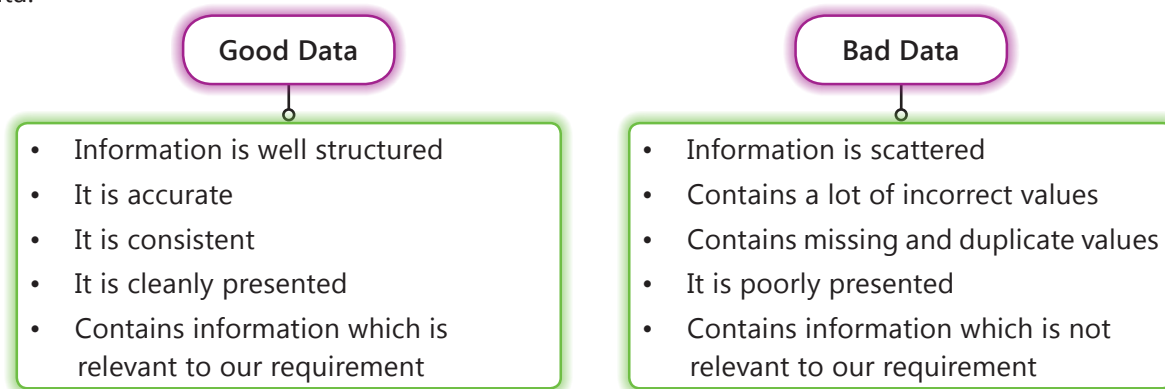 Good Data
• Information is well structured
• It is accurate
• It is consistent
• It is cleanly presented
• Contains information which is
relevant to our requirement
Bad Data
• Information is scattered
• Contains a lot of incorrect values
• Contains missing and duplicate values
• It is poorly presented
• Contains information which is not
relevant to our requirement